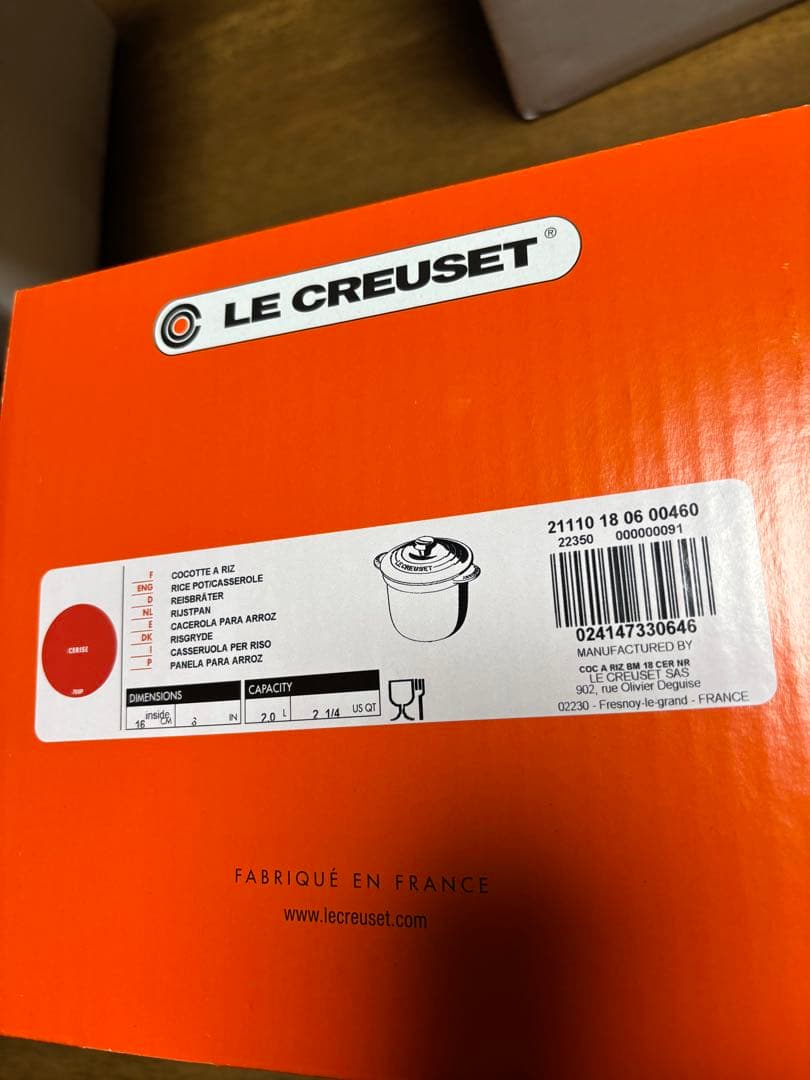 LE CREUSET ®
21110 18 06 00460
22350 000000091
F COCOTTE A RIZ
ENG RICE POT/CASSEROLE
D REISBRÄTER
NL RIJSTPAN
E CACEROLA PARA ARROZ
DK RISGRYDE
I CASSERUOLA PER RISO
P PANELA PARA ARROZ
CERISE
LE CREUSET
024147330646
MANUFACTURED BY
COC A RIZ BM 18 CER NR
LE CREUSET SAS
902, rue Olivier Deguise
02230 - Fresnoy-le-grand - FRANCE
DIMENSIONS CAPACITY
inside
16 CM IN 2.0 L 2 1/4 US QT
FABRIQUÉ EN FRANCE
www.lecreuset.com